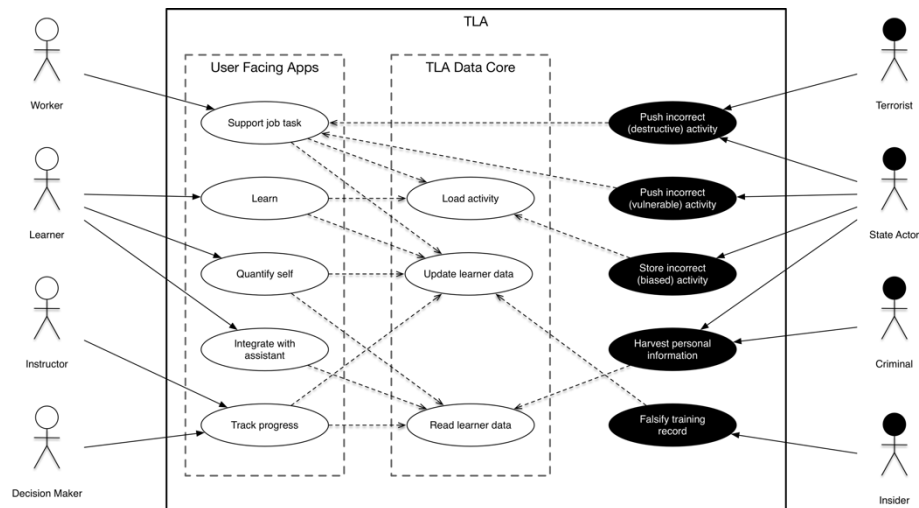 TLA
User Facing Apps
TLA Data Core
Worker
Learner
Instructor
Decision Maker
Support job task
Learn
Quantify self
Integrate with
assistant
Track progress
Load activity
Update learner data
Read learner data
Push incorrect
(destructive) activity
Push incorrect
(vulnerable) activity
Store incorrect
(biased) activity
Harvest personal
information
Falsify training
record
Terrorist
State Actor
Criminal
Insider